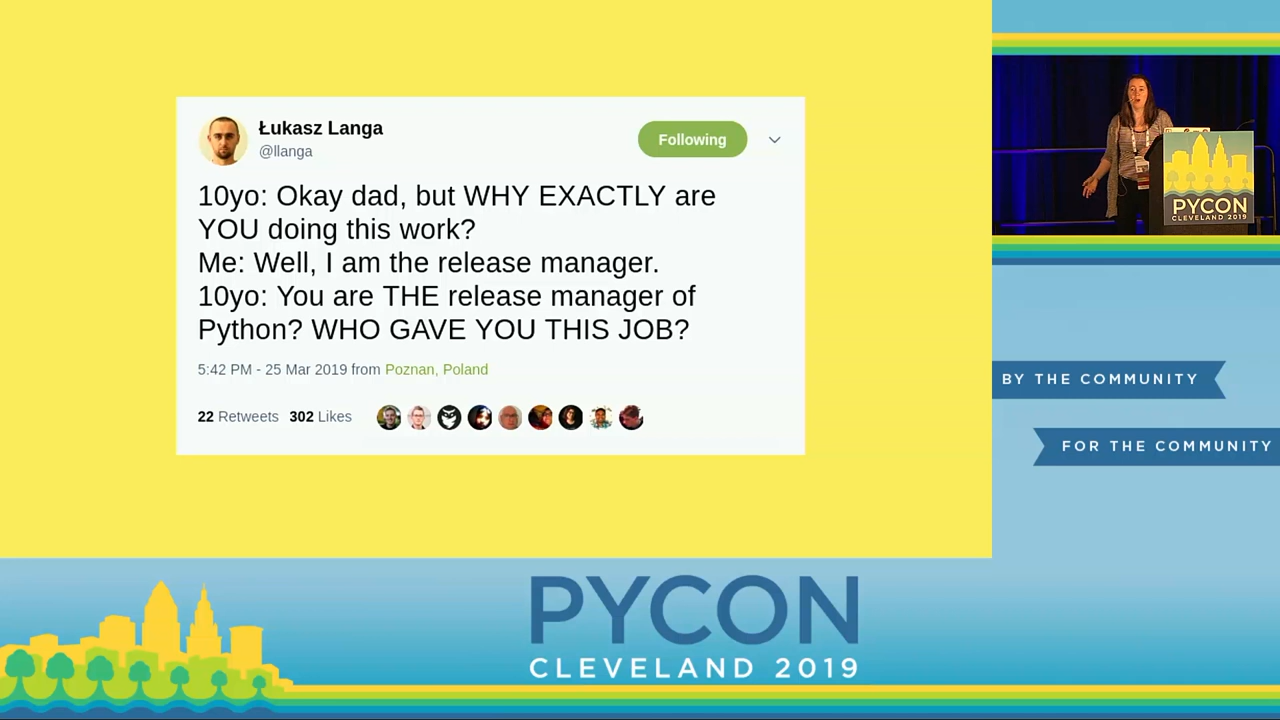 Łukasz Langa
@llanga
Following
10yo: Okay dad, but WHY EXACTLY are
YOU doing this work?
Me: Well, I am the release manager.
10yo: You are THE release manager of
Python? WHO GAVE YOU THIS JOB?
5:42 PM - 25 Mar 2019 from Poznan, Poland
22 Retweets 302 Likes
PYCON
CLEVELAND 2019
BY THE COMMUNITY
FOR THE COMMUNITY
PYCON
CLEVELAND 2019